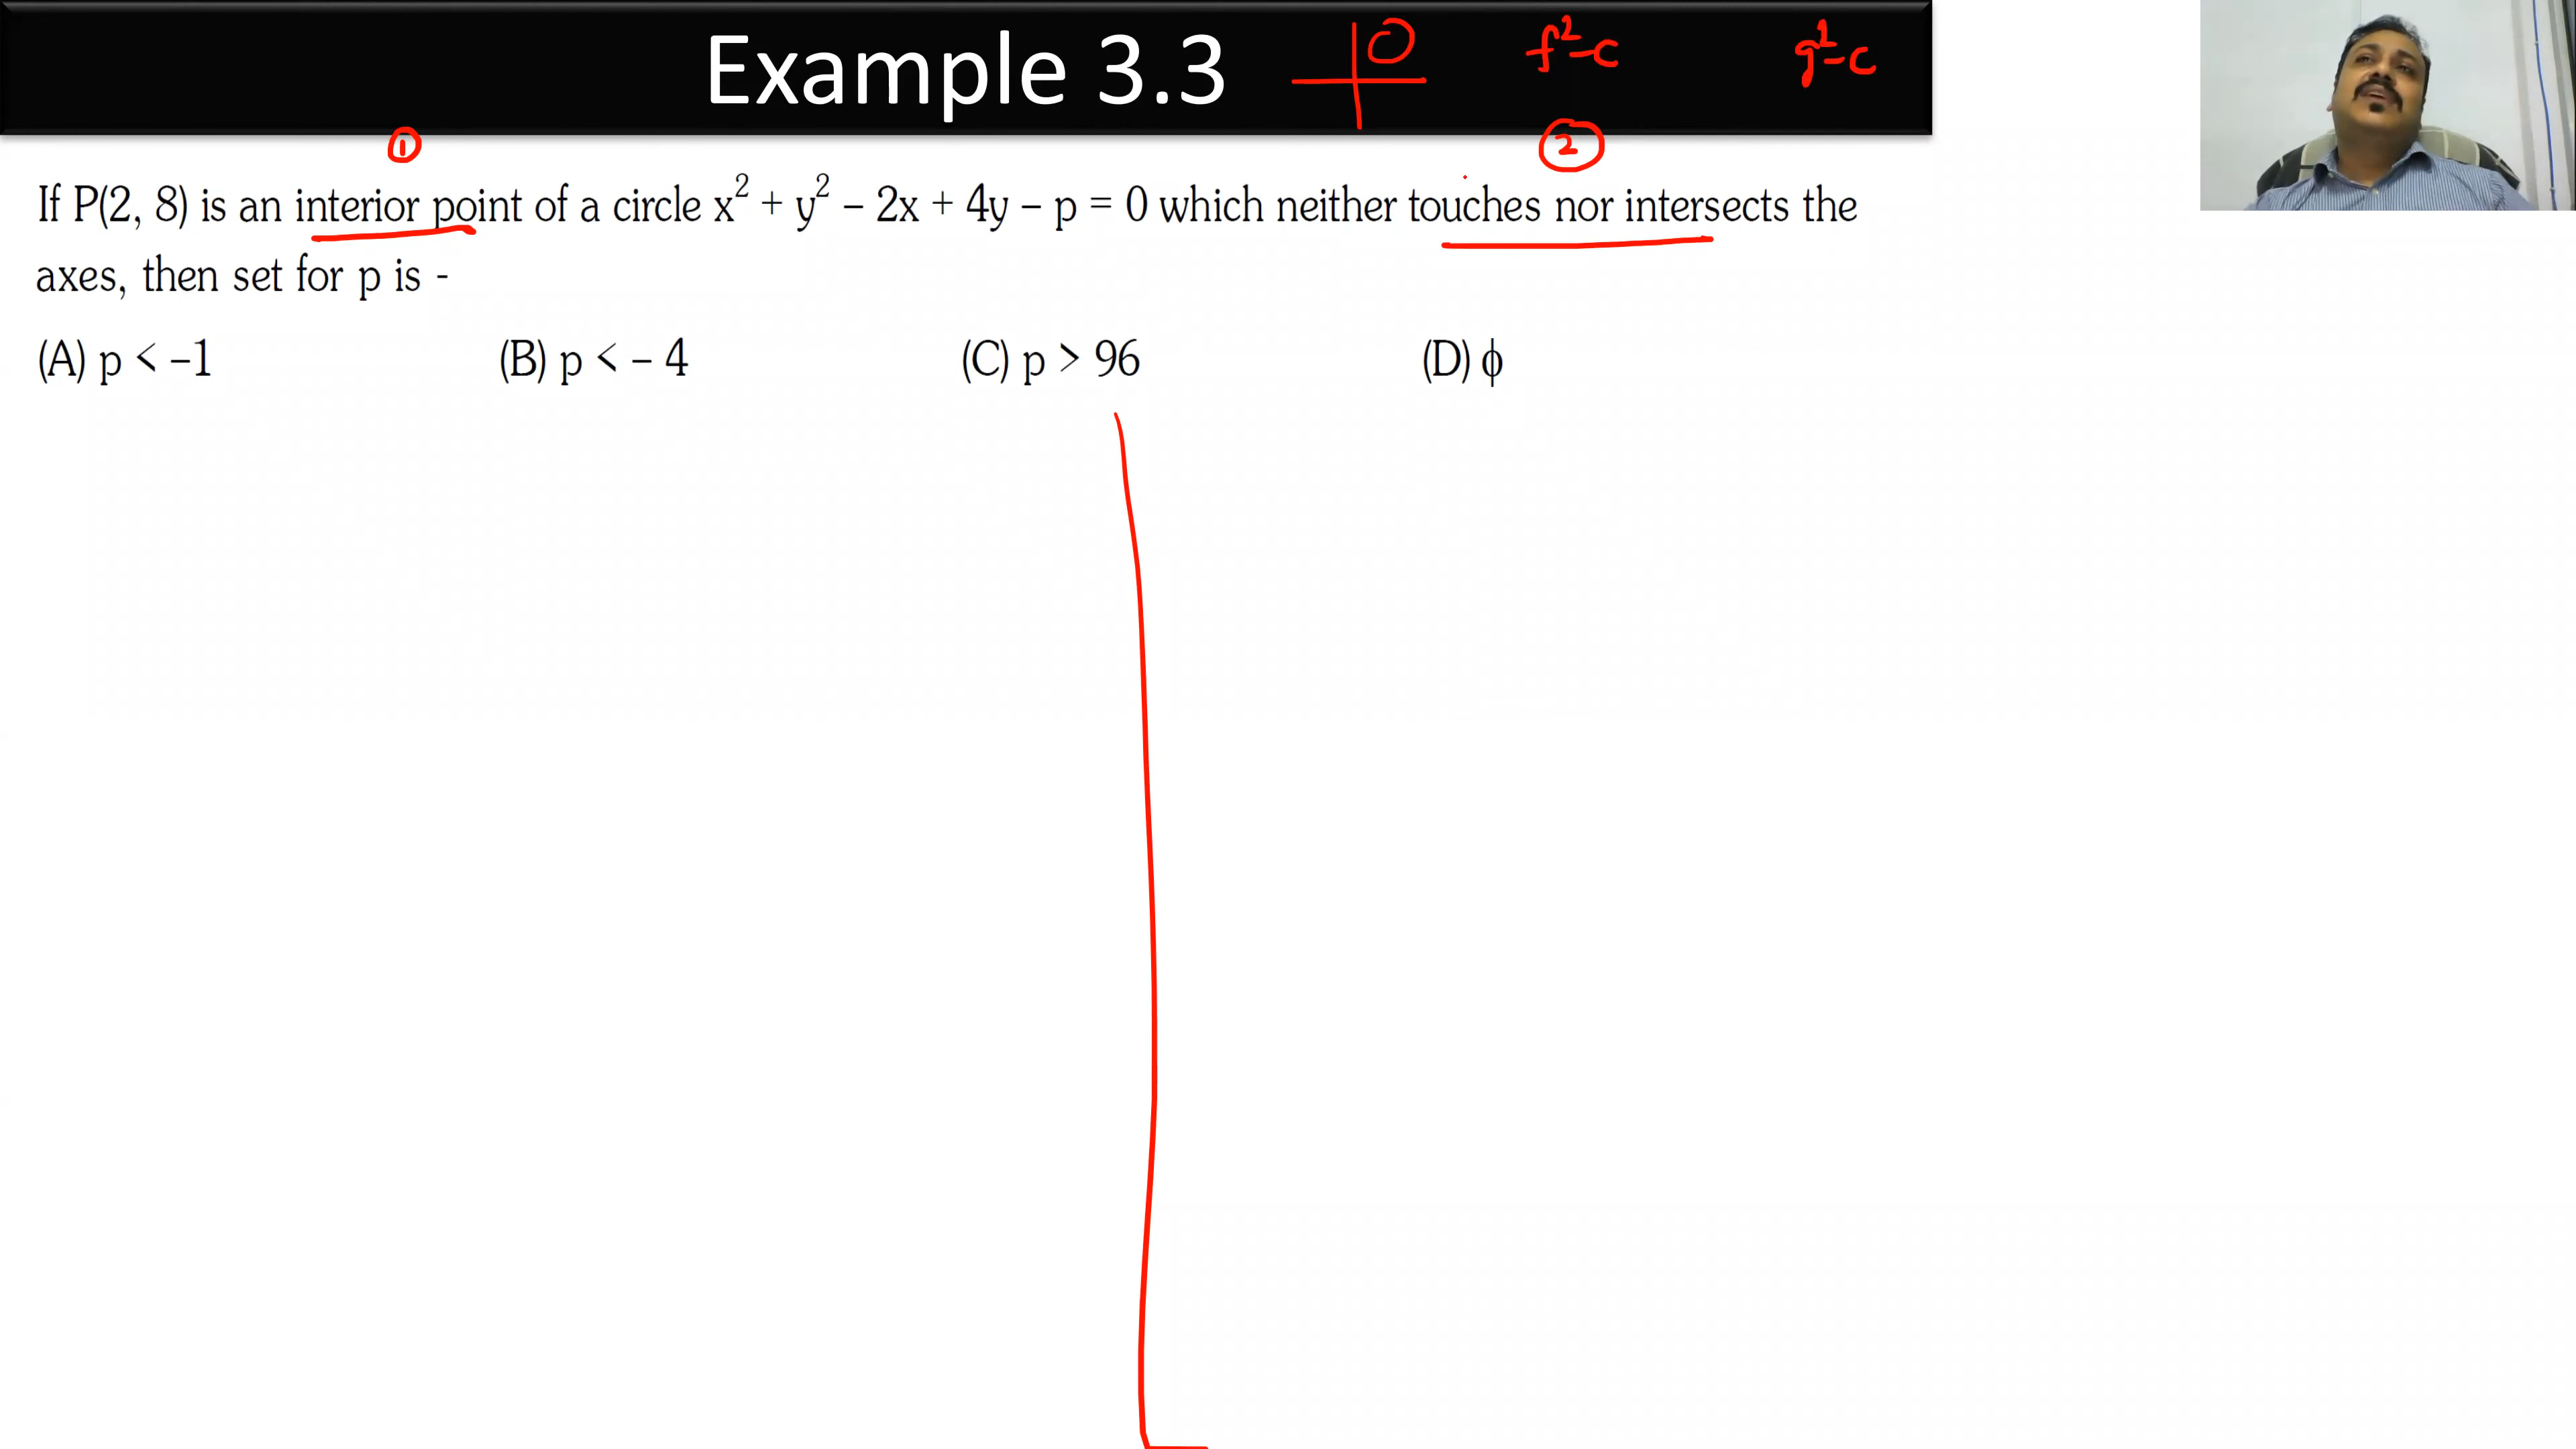 Example 3.3
f²-c
g²-c
①
②
If P(2, 8) is an interior point of a circle x² + y² – 2x + 4y – p = 0 which neither touches nor intersects the
axes, then set for p is -
(A) p < –1 (B) p < – 4 (C) p > 96 (D) ϕ